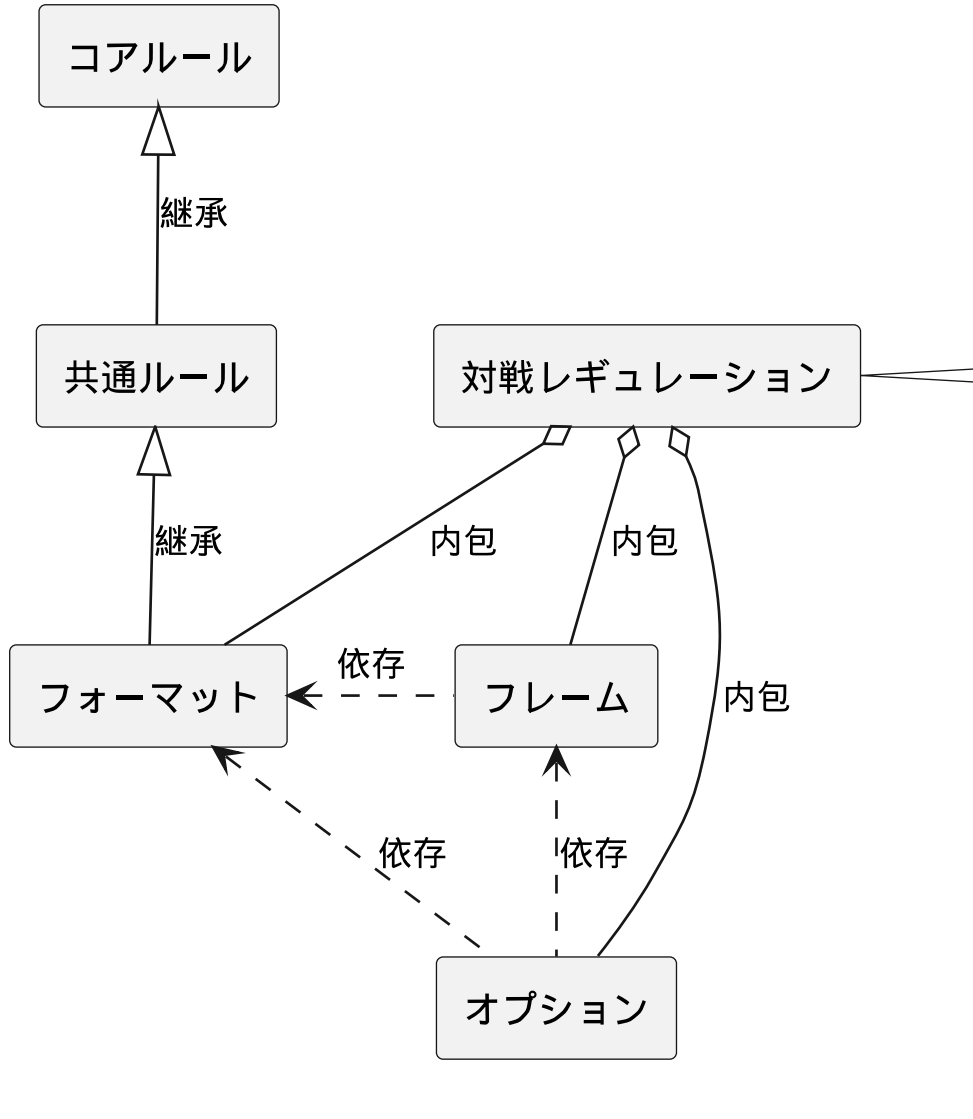 コアルール
継承
共通ルール
対戦レギュレーション
継承
内包
内包
依存
フォーマット
フレーム
内包
依存
依存
オプション